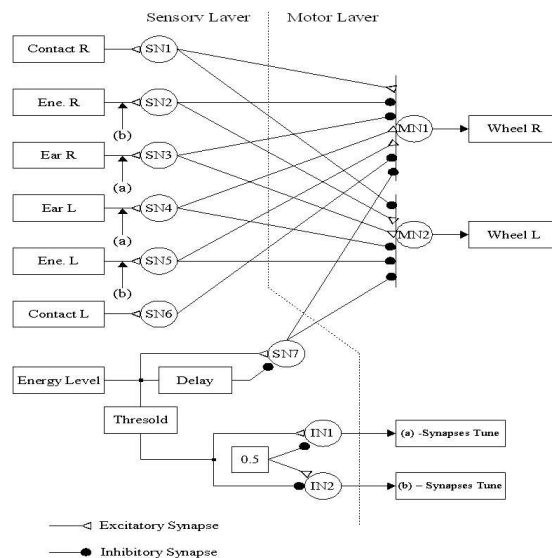 Sensory Laver Motor Layer
Contact R
SN1
Ene. R
SN2
(b)
MN1
Wheel R
Ear R
SN3
(a)
Ear L
SN4
(a)
MN2
Wheel L
Ene. L
SN5
(b)
Contact L
SN6
SN7
Energy Level
Delay
Thresold
IN1
(a) -Synapses Tune
0.5
IN2
(b) – Synapses Tune
Excitatory Synapse
Inhibitory Synapse